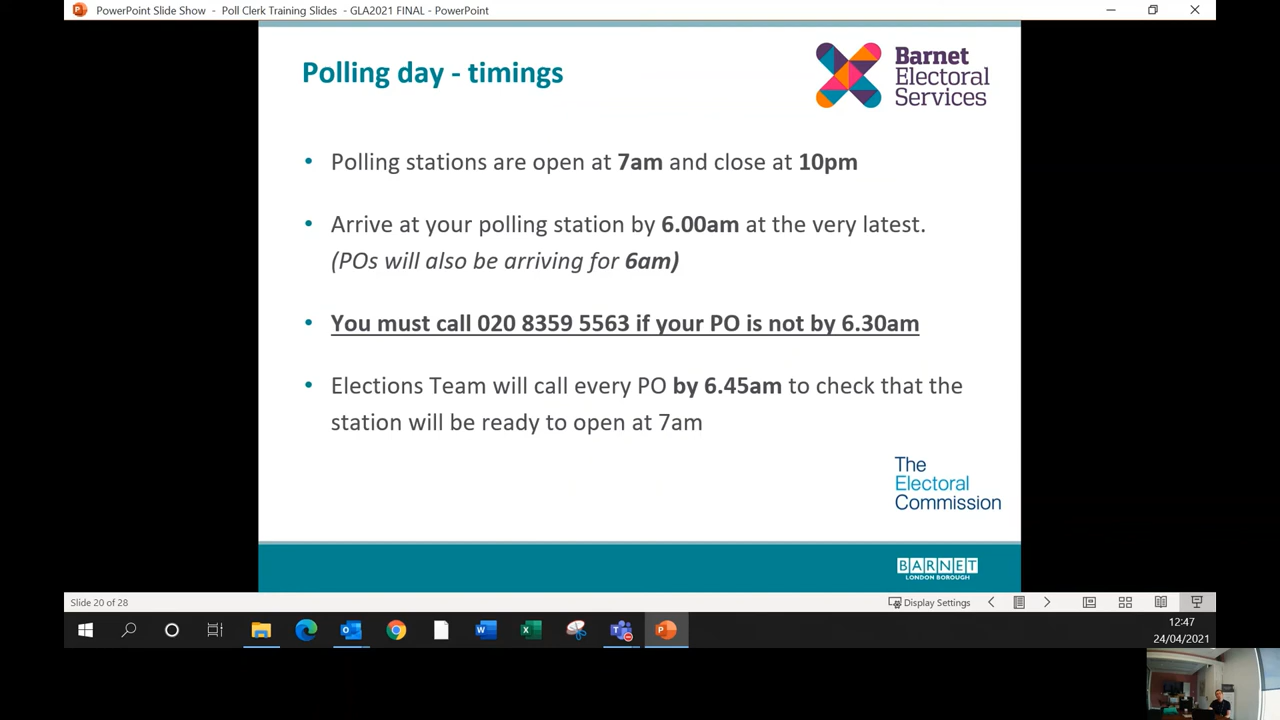 PowerPoint Slide Show - Poll Clerk Training Slides - GLA2021 FINAL - PowerPoint
Polling day - timings
Barnet
Electoral
Services
• Polling stations are open at 7am and close at 10pm
• Arrive at your polling station by 6.00am at the very latest.
(POs will also be arriving for 6am)
• You must call 020 8359 5563 if your PO is not by 6.30am
• Elections Team will call every PO by 6.45am to check that the
station will be ready to open at 7am
The
Electoral
Commission
BARNET
LONDON BOROUGH
Slide 20 of 28
Display Settings
12:47
24/04/2021